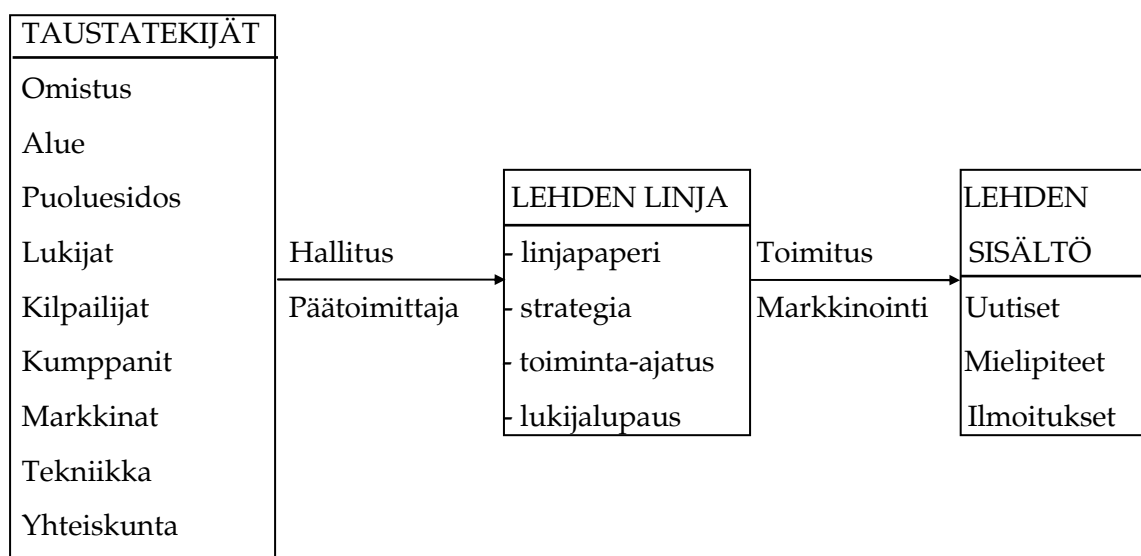 TAUSTATEKIJÄT
Omistus
Alue
Puoluesidos
Lukijat
Kilpailijat
Kumppanit
Markkinat
Tekniikka
Yhteiskunta
Hallitus
Päätoimittaja
LEHDEN LINJA
- linjapaperi
- strategia
- toiminta-ajatus
- lukijalupaus
Toimitus
Markkinointi
LEHDEN
SISÄLTÖ
Uutiset
Mielipiteet
Ilmoitukset